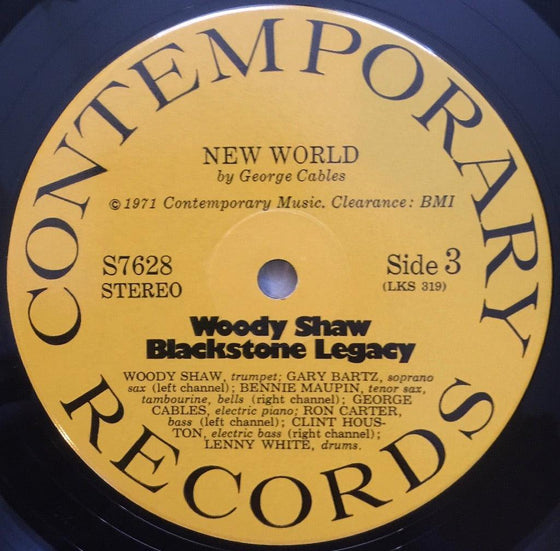 CONTEMPORARY
NEW WORLD
by George Cables
© 1971 Contemporary Music. Clearance: BMI
S7628
STEREO
Side 3
(LKS 319)
Woody Shaw
Blackstone Legacy
WOODY SHAW, trumpet; GARY BARTZ, soprano
sax (left channel); BENNIE MAUPIN, tenor sax,
tambourine, bells (right channel); GEORGE
CABLES, electric piano; RON CARTER,
bass (left channel); CLINT HOUS-
TON, electric bass (right channel);
LENNY WHITE, drums.
RECORDS